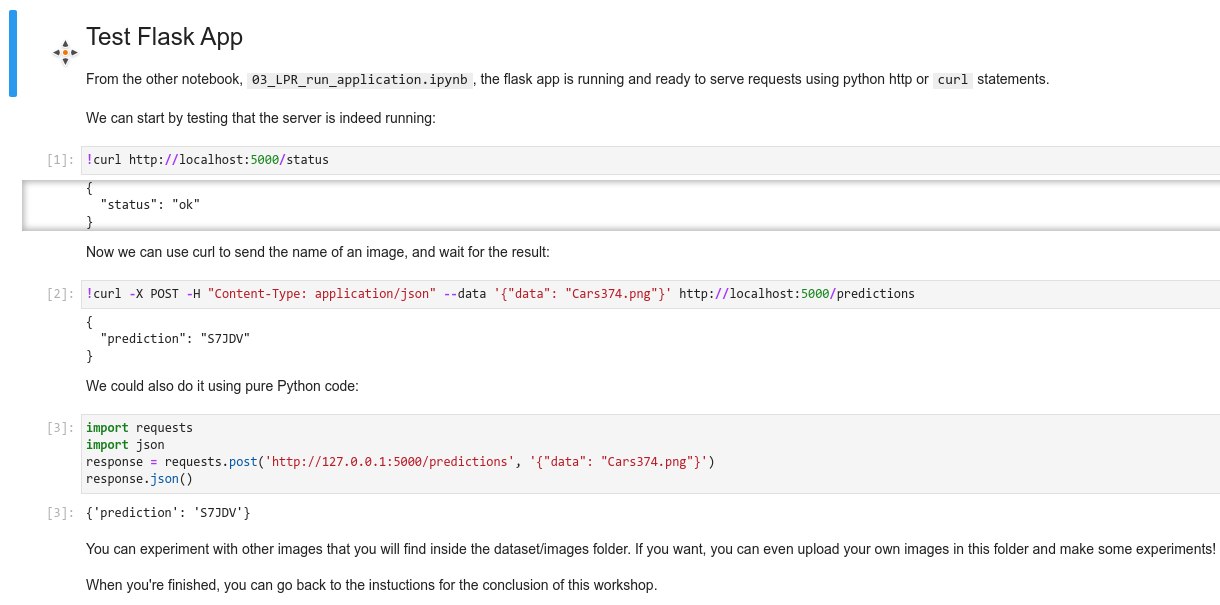 Test Flask App
From the other notebook, 03_LPR_run_application.ipynb, the flask app is running and ready to serve requests using python http or curl statements.
We can start by testing that the server is indeed running:
[1]: !curl http://localhost:5000/status
{
  "status": "ok"
}
Now we can use curl to send the name of an image, and wait for the result:
[2]: !curl -X POST -H "Content-Type: application/json" --data '{"data": "Cars374.png"}' http://localhost:5000/predictions
{
  "prediction": "S7JDV"
}
We could also do it using pure Python code:
[3]: import requests
import json
response = requests.post('http://127.0.0.1:5000/predictions', '{"data": "Cars374.png"}')
response.json()
[3]: {'prediction': 'S7JDV'}
You can experiment with other images that you will find inside the dataset/images folder. If you want, you can even upload your own images in this folder and make some experiments!
When you're finished, you can go back to the instuctions for the conclusion of this workshop.